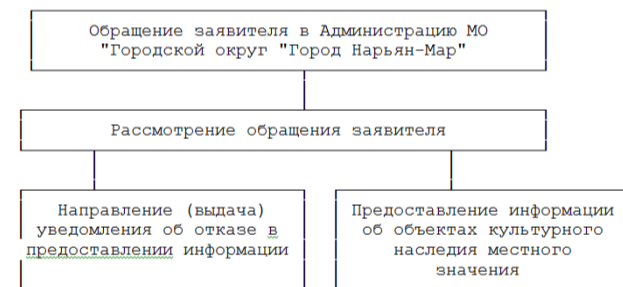 Обращение заявителя в Администрацию МО
"Городской округ "Город Нарьян-Мар"
Рассмотрение обращения заявителя
Направление (выдача)
уведомления об отказе в
предоставлении информации
Предоставление информации
об объектах культурного
наследия местного
значения